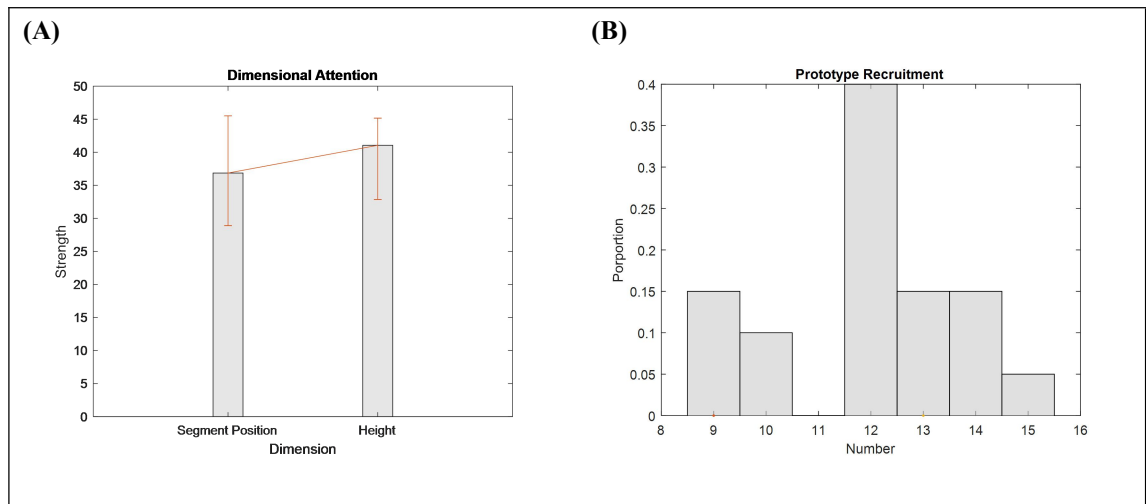 (A)
Dimensional Attention
50
45
40
35
30
25
20
15
10
5
0
Strength
Segment Position Height
Dimension
(B)
Prototype Recruitment
0.4
0.35
0.3
0.25
0.2
0.15
0.1
0.05
0
Porportion
8 9 10 11 12 13 14 15 16
Number